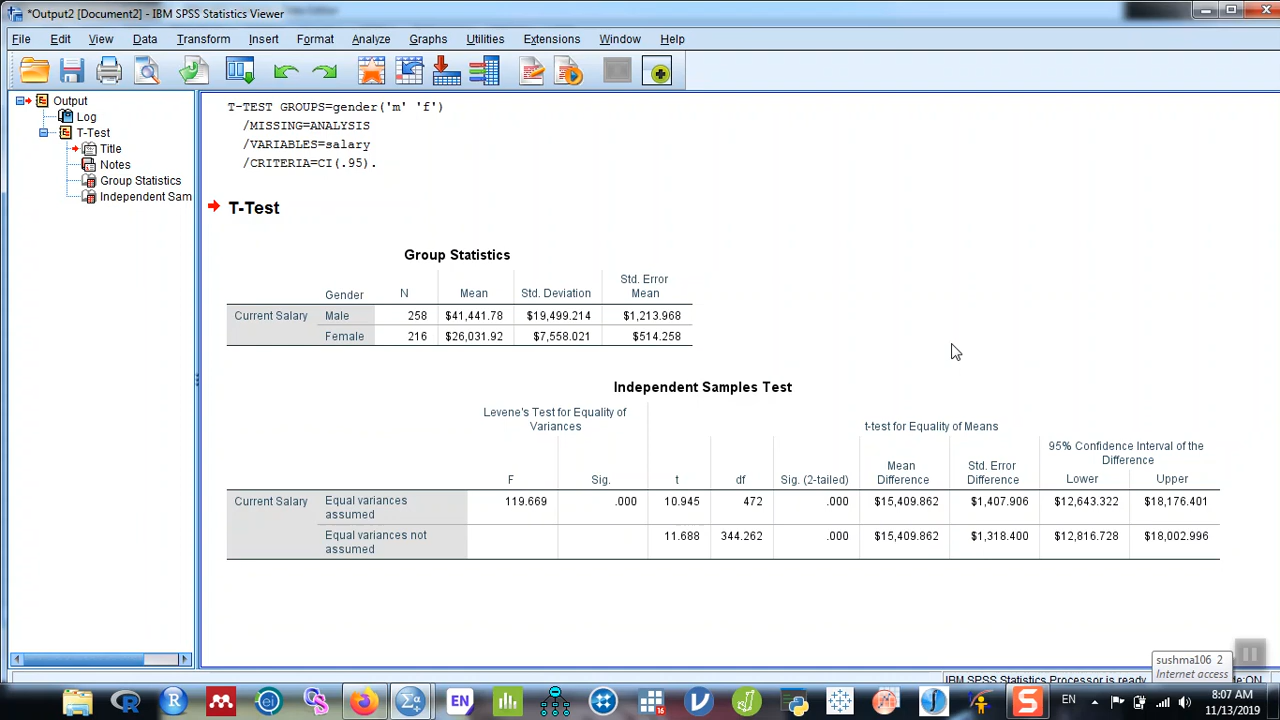 *Output2 [Document2] - IBM SPSS Statistics Viewer
File Edit View Data Transform Insert Format Analyze Graphs Utilities Extensions Window Help
Output
Log
T-Test
Title
Notes
Group Statistics
Independent Sam
T-TEST GROUPS=gender('m' 'f')
/MISSING=ANALYSIS
/VARIABLES=salary
/CRITERIA=CI(.95).
T-Test
Group Statistics
Gender N Mean Std. Deviation Std. Error Mean
Current Salary Male 258 $41,441.78 $19,499.214 $1,213.968
Female 216 $26,031.92 $7,558.021 $514.258
Independent Samples Test
Levene's Test for Equality of Variances
t-test for Equality of Means
95% Confidence Interval of the Difference
F Sig. t df Sig. (2-tailed) Mean Difference Std. Error Difference Lower Upper
Current Salary Equal variances assumed 119.669 .000 10.945 472 .000 $15,409.862 $1,407.906 $12,643.322 $18,176.401
Equal variances not assumed 11.688 344.262 .000 $15,409.862 $1,318.400 $12,816.728 $18,002.996
sushma106 2
Internet access
IBM SPSS Statistics Processor is ready
EN
16
EN
8:07 AM
11/13/2019